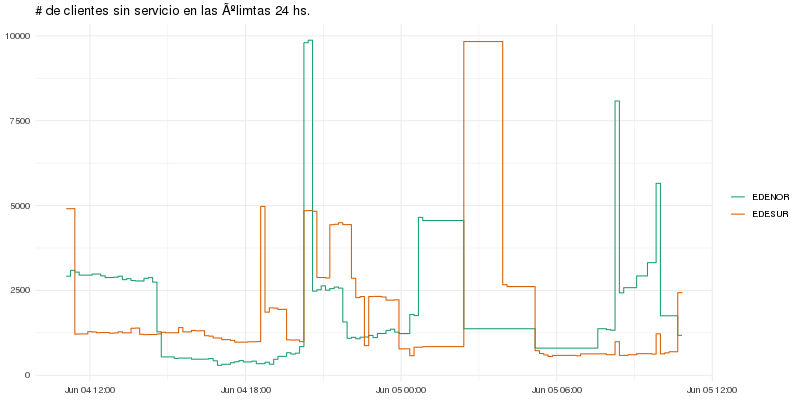 # de clientes sin servicio en las Ãºlimtas 24 hs.
10000
7500
5000
2500
0
Jun 04 12:00
Jun 04 18:00
Jun 05 00:00
Jun 05 06:00
Jun 05 12:00
EDENOR
EDESUR